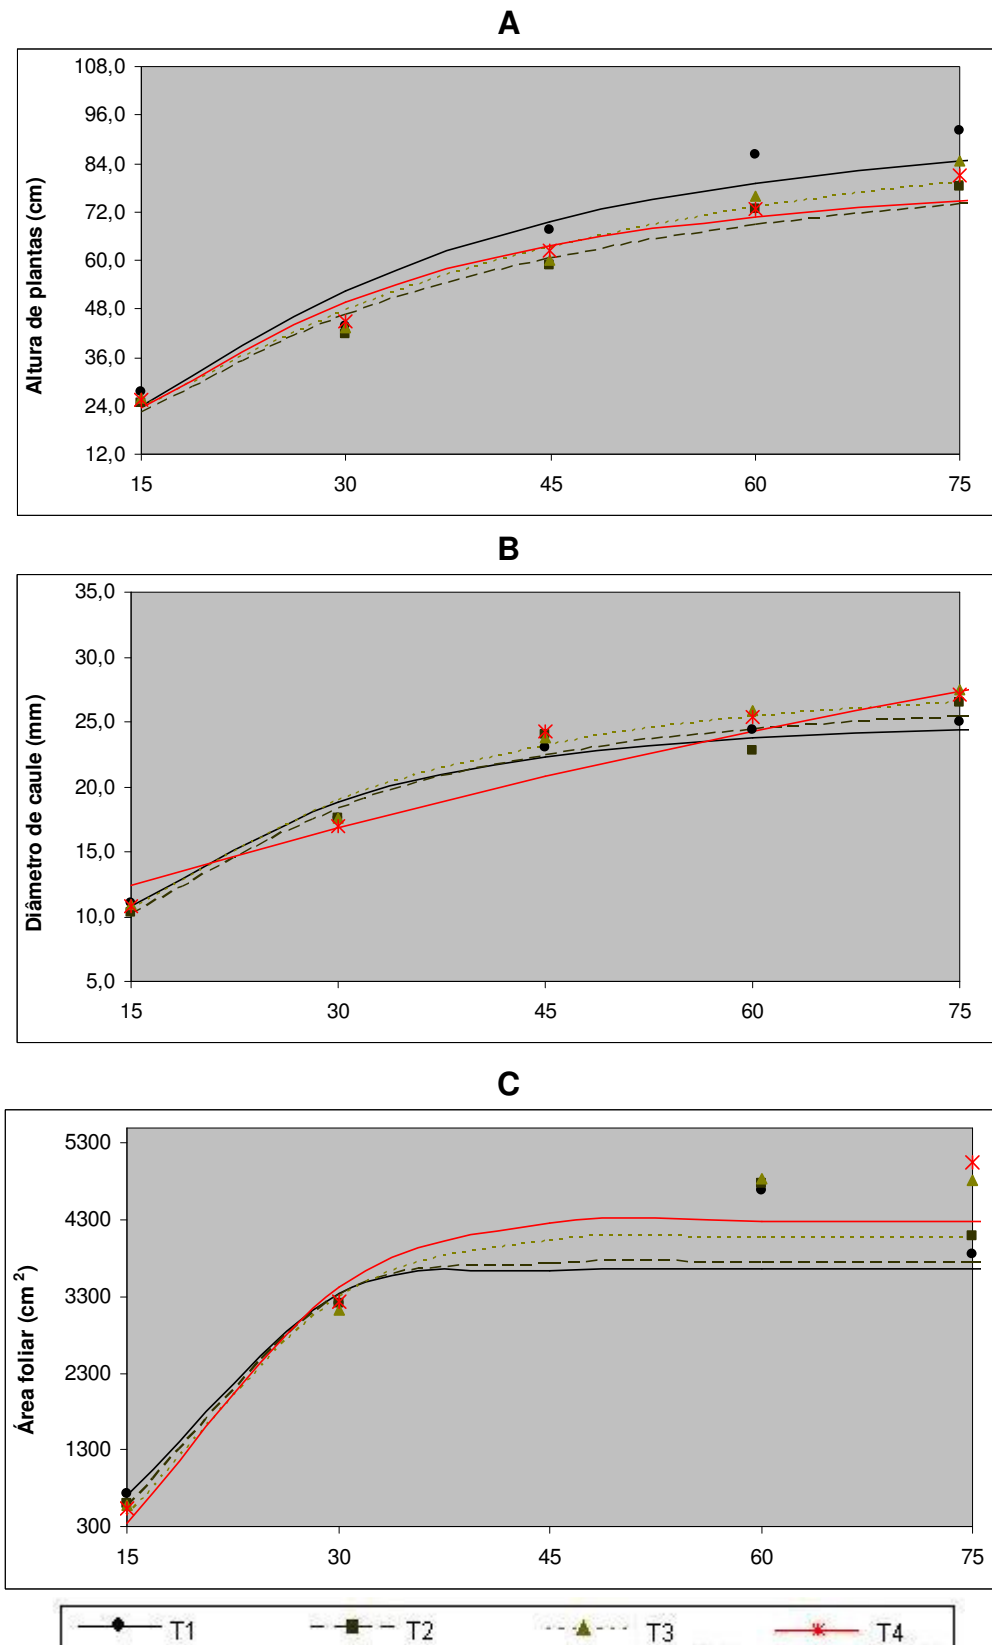 A
Altura de plantas (cm)
108,0
96,0
84,0
72,0
60,0
48,0
36,0
24,0
12,0
15 30 45 60 75
B
Diâmetro de caule (mm)
35,0
30,0
25,0
20,0
15,0
10,0
5,0
15 30 45 60 75
C
Área foliar (cm 2)
5300
4300
3300
2300
1300
300
15 30 45 60 75
T1 T2 T3 T4